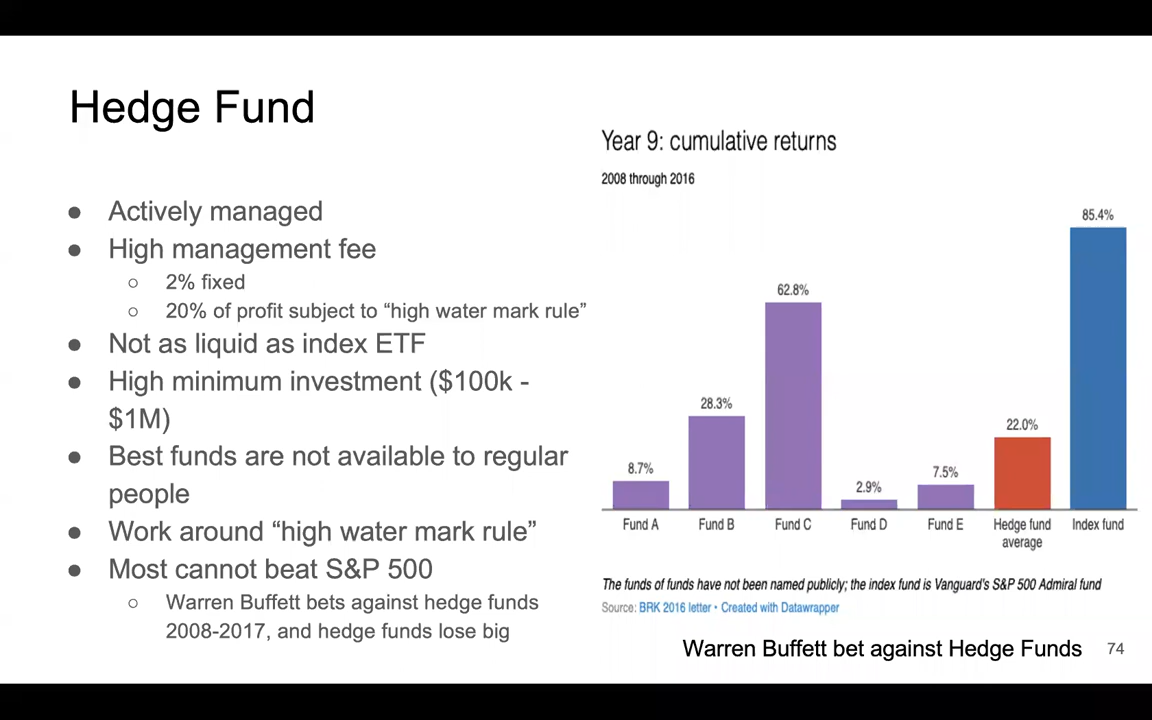 Hedge Fund
● Actively managed
● High management fee
○ 2% fixed
○ 20% of profit subject to “high water mark rule”
● Not as liquid as index ETF
● High minimum investment ($100k -
$1M)
● Best funds are not available to regular
people
● Work around “high water mark rule”
● Most cannot beat S&P 500
○ Warren Buffett bets against hedge funds
2008-2017, and hedge funds lose big
Year 9: cumulative returns
2008 through 2016
85.4%
62.8%
28.3%
22.0%
8.7%
7.5%
2.9%
Fund A Fund B Fund C Fund D Fund E Hedge fund Index fund
average
The funds of funds have not been named publicly; the index fund is Vanguard's S&P 500 Admiral fund
Source: BRK 2016 letter • Created with Datawrapper
Warren Buffett bet against Hedge Funds 74